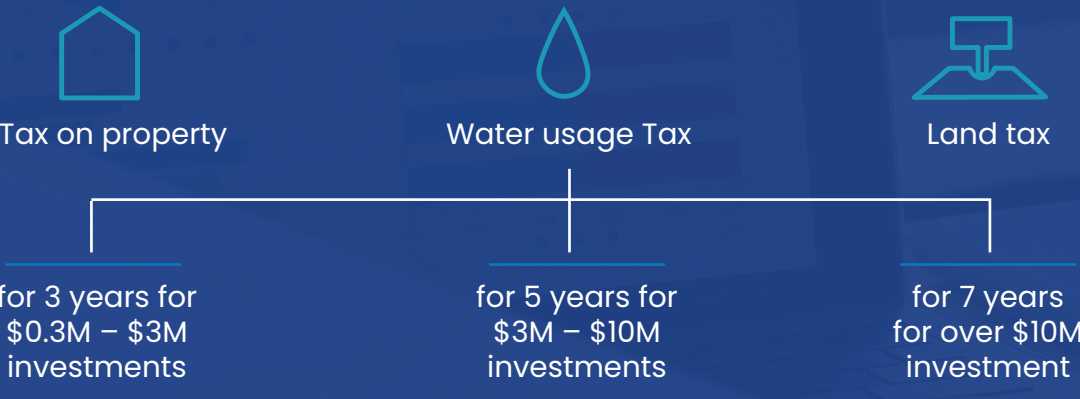 Tax on property
Water usage Tax
Land tax
for 3 years for
$0.3M – $3M
investments
for 5 years for
$3M – $10M
investments
for 7 years
for over $10M
investment